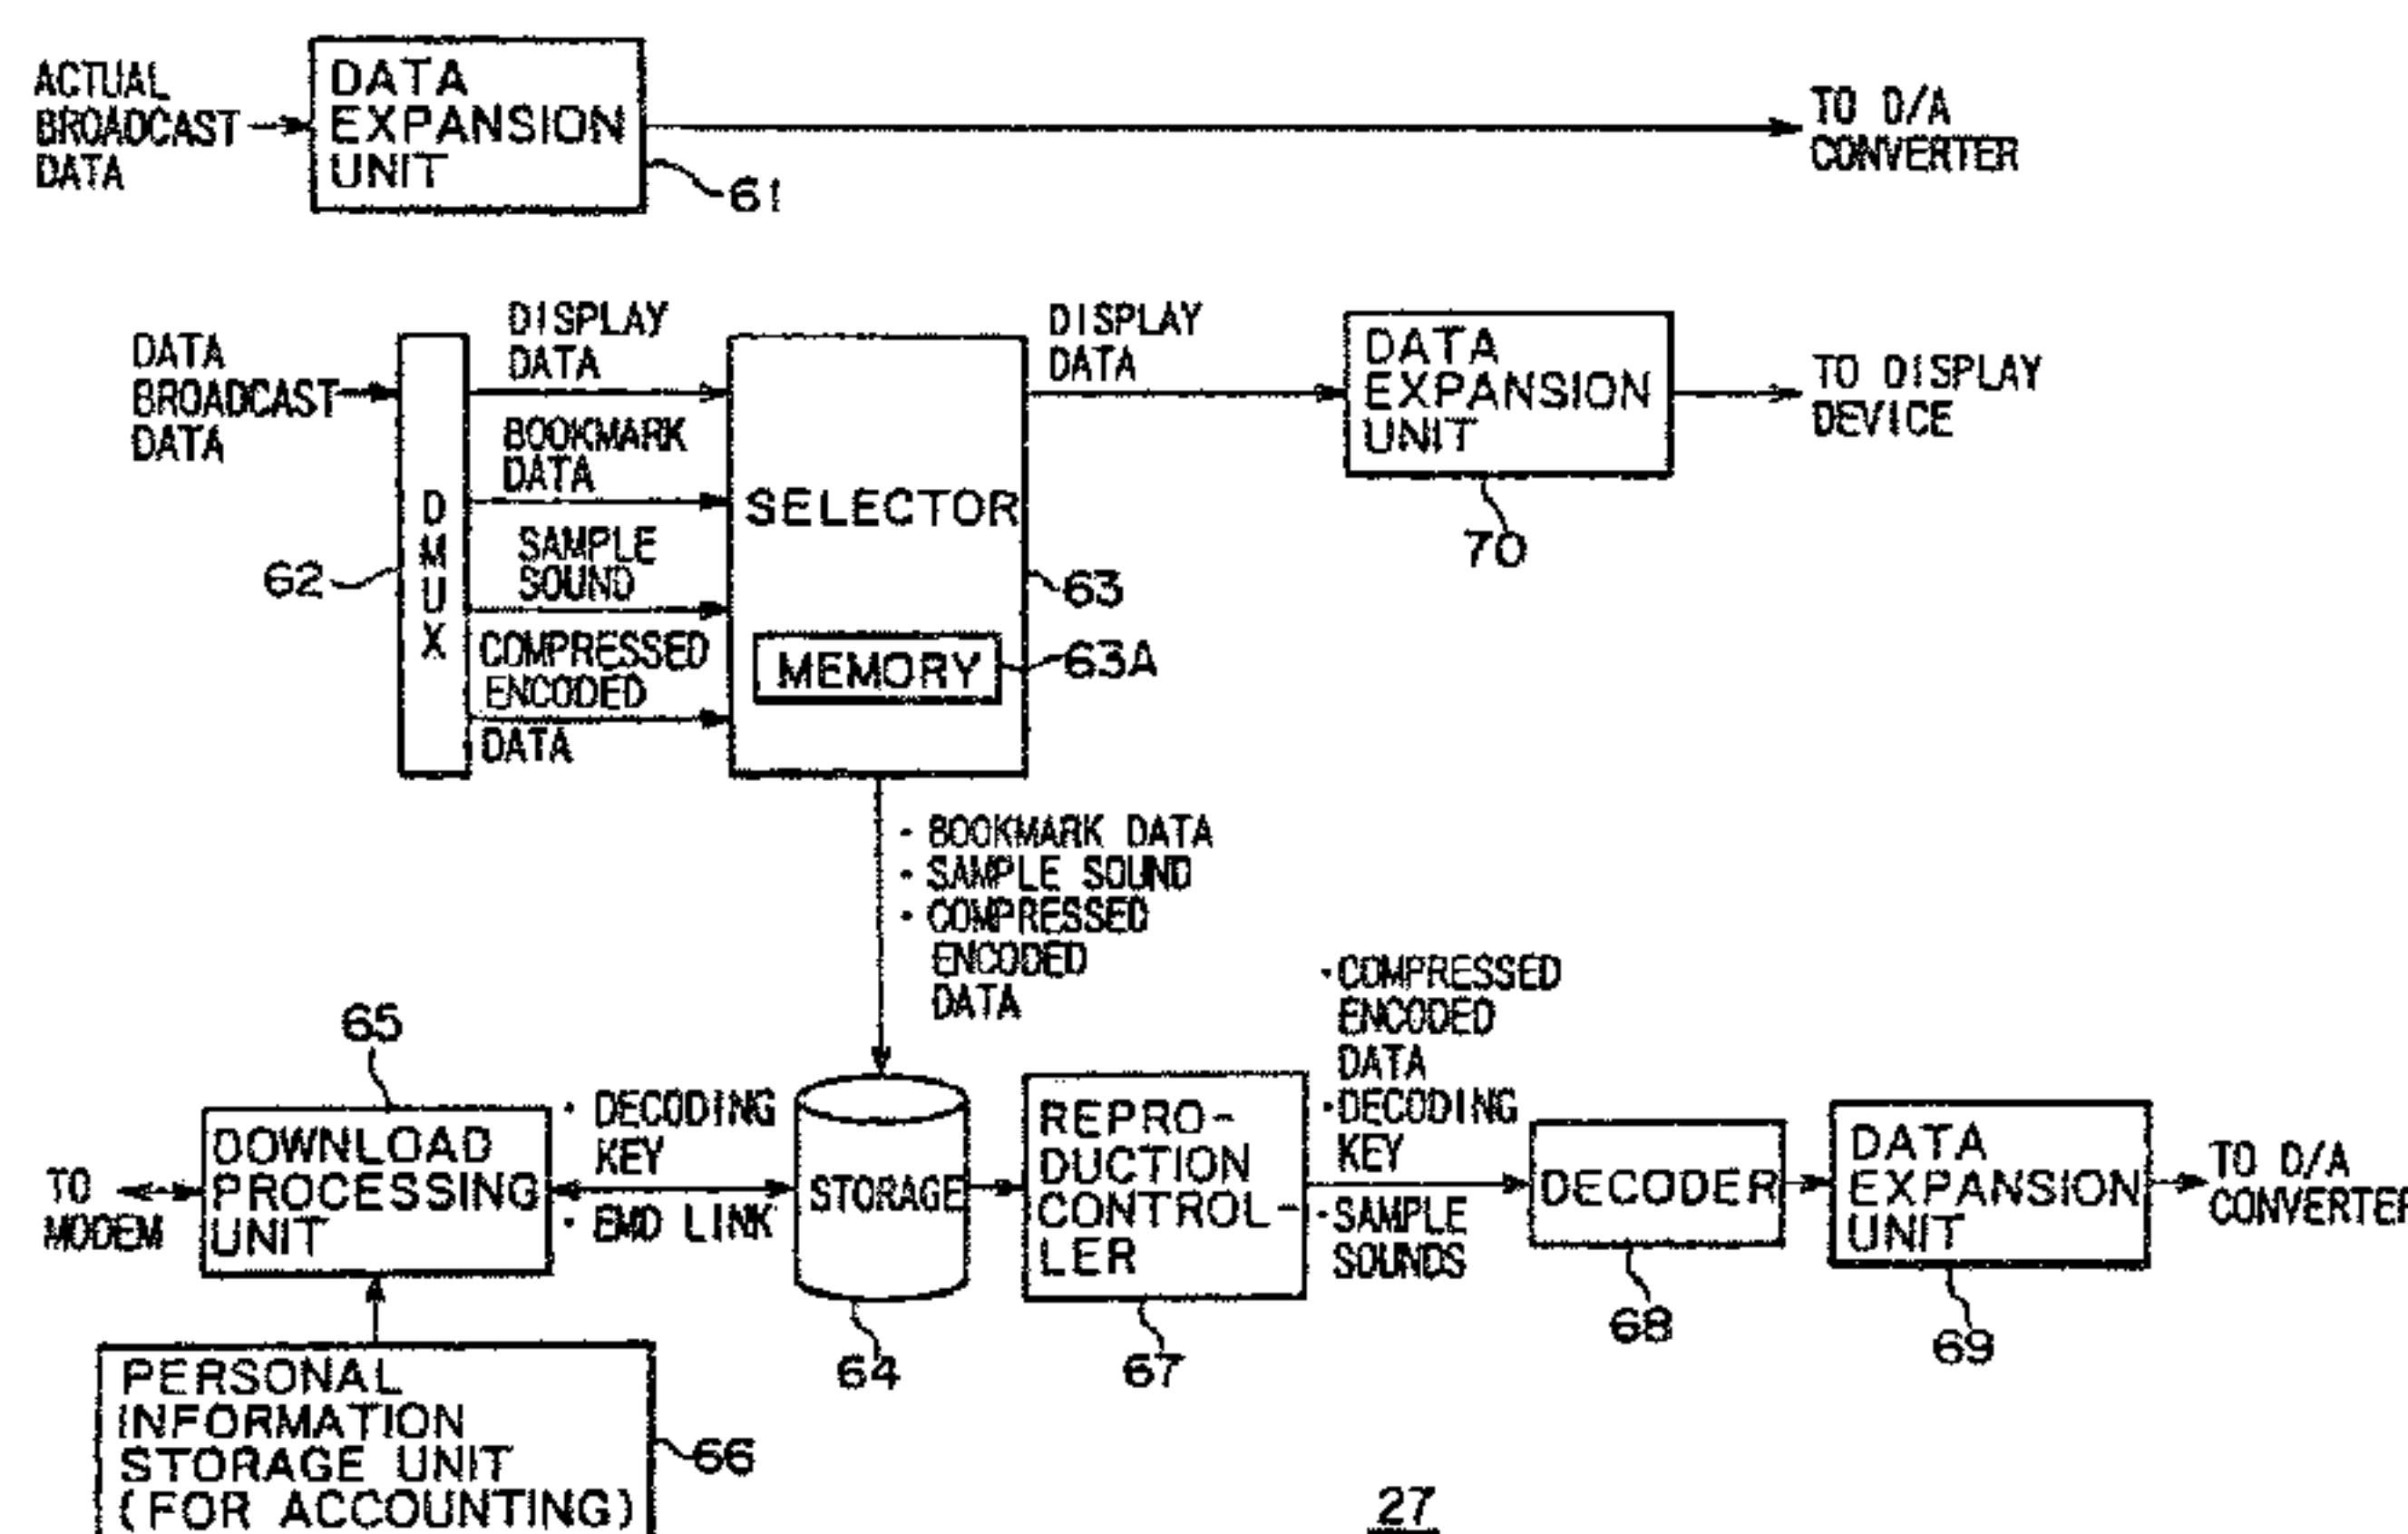 ACTUAL
BROADCAST
DATA
DATA
EXPANSION
UNIT
61
TO D/A
CONVERTER
DATA
BROADCAST
DATA
DMUX
62
DISPLAY
DATA
BOOKMARK
DATA
SAMPLE
SOUND
COMPRESSED
ENCODED
DATA
SELECTOR
63
MEMORY
63A
DISPLAY
DATA
DATA
EXPANSION
UNIT
70
TO DISPLAY
DEVICE
· BOOKMARK DATA
· SAMPLE SOUND
· COMPRESSED
ENCODED
DATA
TO
MODEM
65
DOWNLOAD
PROCESSING
UNIT
· DECODING
KEY
· EMD LINK
STORAGE
64
REPRO-
DUCTION
CONTROL-
LER
67
· COMPRESSED
ENCODED
DATA
· DECODING
KEY
· SAMPLE
SOUNDS
DECODER
68
DATA
EXPANSION
UNIT
69
TO D/A
CONVERTER
PERSONAL
INFORMATION
STORAGE UNIT
(FOR ACCOUNTING)
66
27